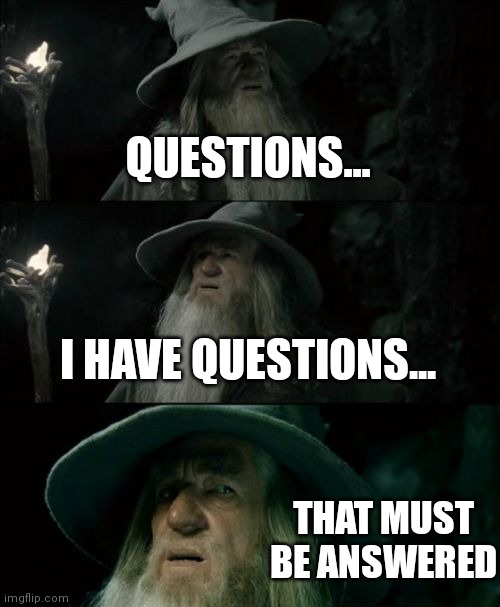 QUESTIONS...
I HAVE QUESTIONS...
THAT MUST
BE ANSWERED
imgflip.com